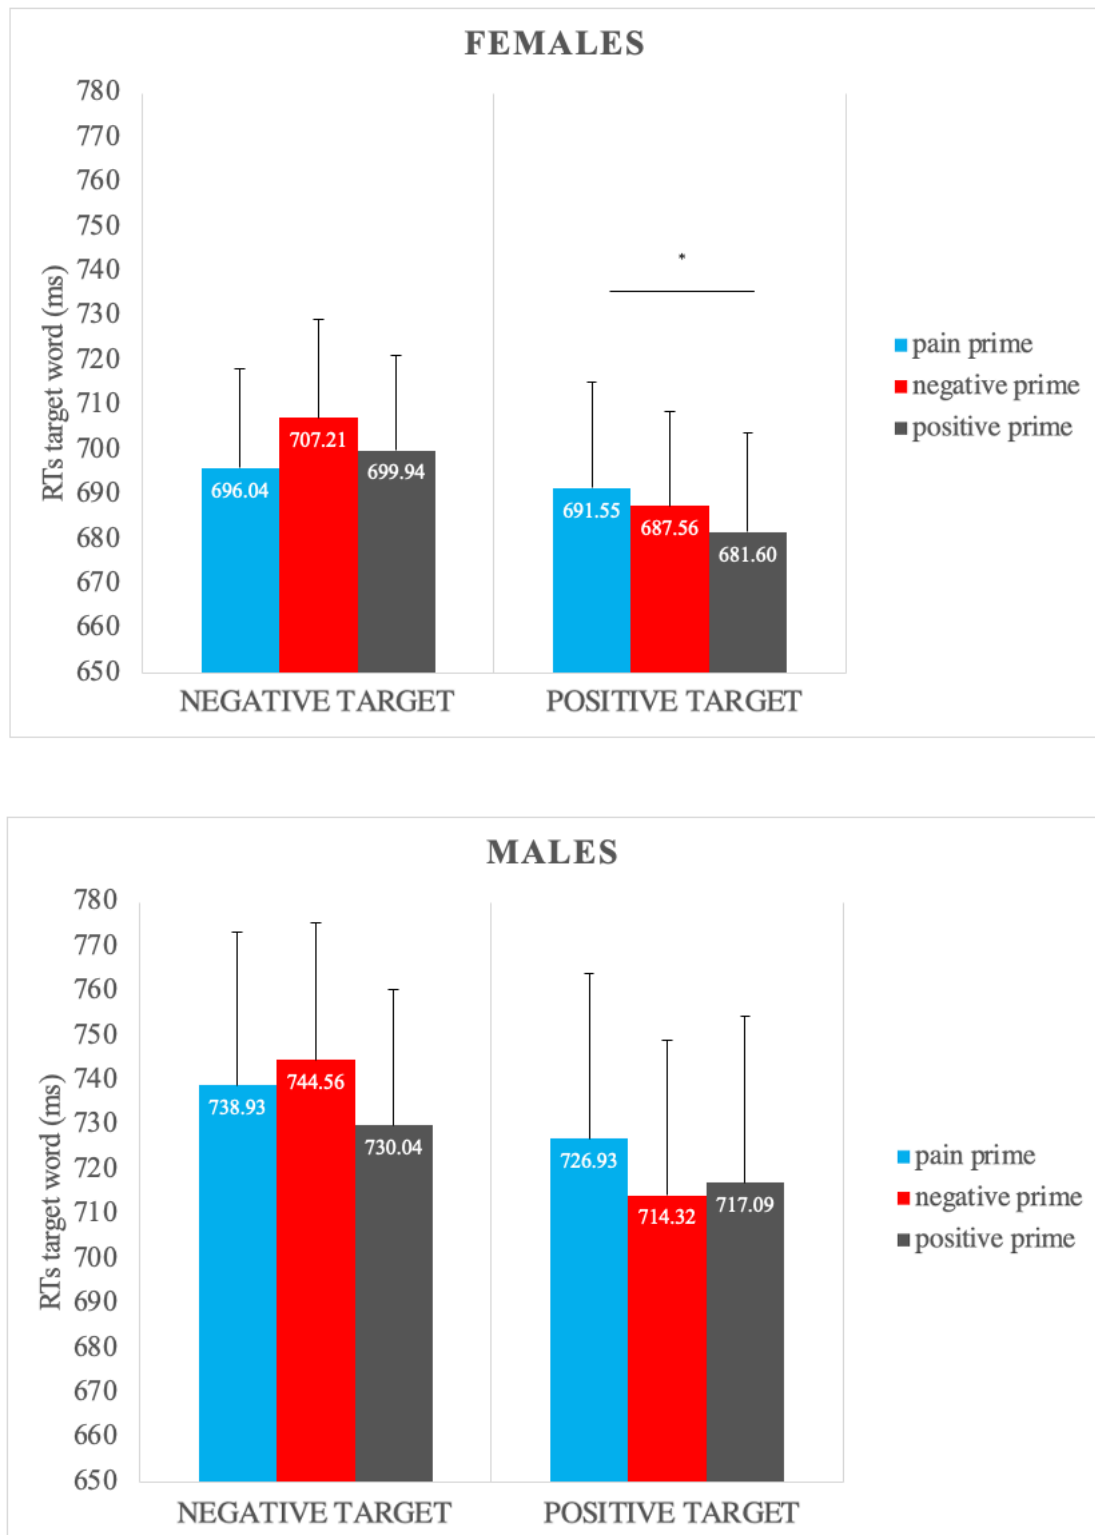 FEMALES
780
770
760
750
740
730
720
710
700
690
680
670
660
650
RTs target word (ms)
*
696.04
707.21
699.94
691.55
687.56
681.60
NEGATIVE TARGET
POSITIVE TARGET
pain prime
negative prime
positive prime
MALES
780
770
760
750
740
730
720
710
700
690
680
670
660
650
RTs target word (ms)
738.93
744.56
730.04
726.93
714.32
717.09
NEGATIVE TARGET
POSITIVE TARGET
pain prime
negative prime
positive prime